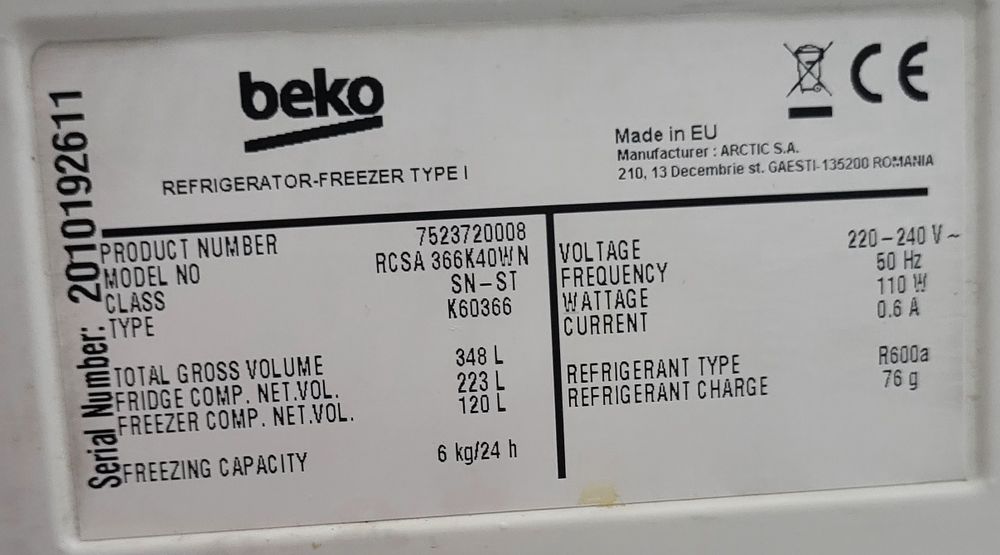 beko
REFRIGERATOR-FREEZER TYPE I
CE
Made in EU
Manufacturer : ARCTIC S.A.
210, 13 Decembrie st. GAESTI-135200 ROMANIA
Serial Number: 2010192611
PRODUCT NUMBER 7523720008
MODEL NO RCSA 366K40WN
CLASS SN-ST
TYPE K60366
TOTAL GROSS VOLUME 348 L
FRIDGE COMP. NET.VOL. 223 L
FREEZER COMP. NET.VOL. 120 L
FREEZING CAPACITY 6 kg/24 h
VOLTAGE 220-240 V ~
FREQUENCY 50 Hz
WATTAGE 110 W
CURRENT 0.6 A
REFRIGERANT TYPE R600a
REFRIGERANT CHARGE 76 g